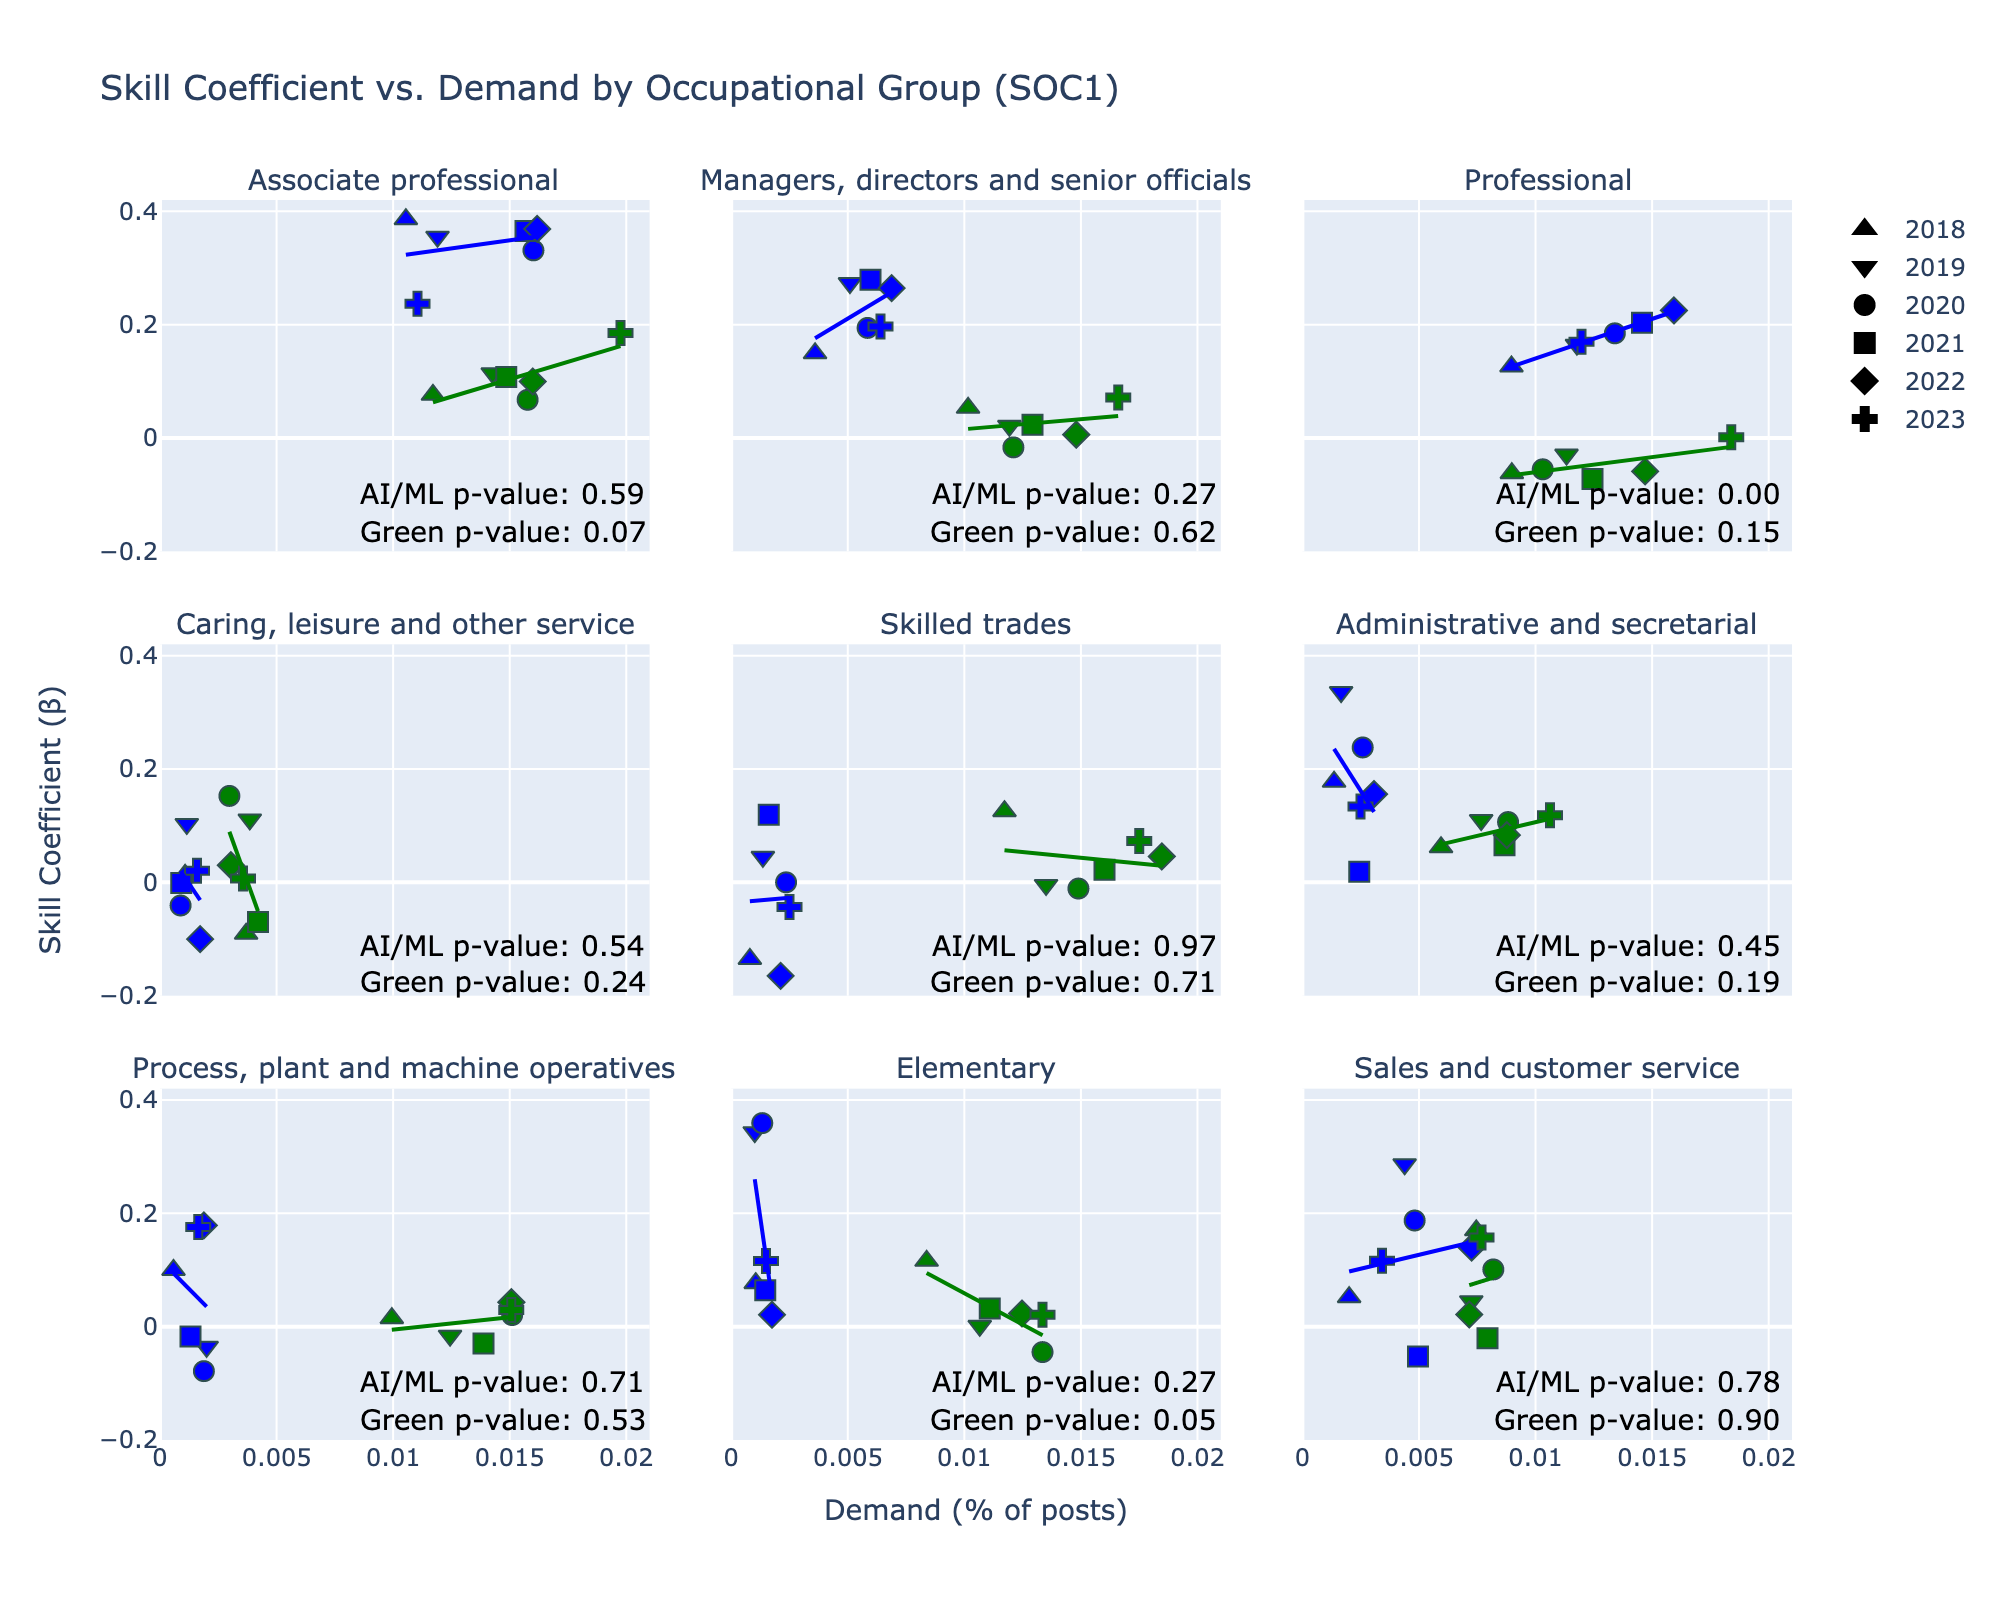 Skill Coefficient vs. Demand by Occupational Group (SOC1)
Associate professional
Managers, directors and senior officials
Professional
0.4
0.2
0
−0.2
AI/ML p-value: 0.59
Green p-value: 0.07
AI/ML p-value: 0.27
Green p-value: 0.62
AI/ML p-value: 0.00
Green p-value: 0.15
2018
2019
2020
2021
2022
2023
Caring, leisure and other service
Skilled trades
Administrative and secretarial
Skill Coefficient (β)
0.4
0.2
0
−0.2
AI/ML p-value: 0.54
Green p-value: 0.24
AI/ML p-value: 0.97
Green p-value: 0.71
AI/ML p-value: 0.45
Green p-value: 0.19
Process, plant and machine operatives
Elementary
Sales and customer service
0.4
0.2
0
−0.2
AI/ML p-value: 0.71
Green p-value: 0.53
AI/ML p-value: 0.27
Green p-value: 0.05
AI/ML p-value: 0.78
Green p-value: 0.90
0 0.005 0.01 0.015 0.02
0 0.005 0.01 0.015 0.02
0 0.005 0.01 0.015 0.02
Demand (% of posts)